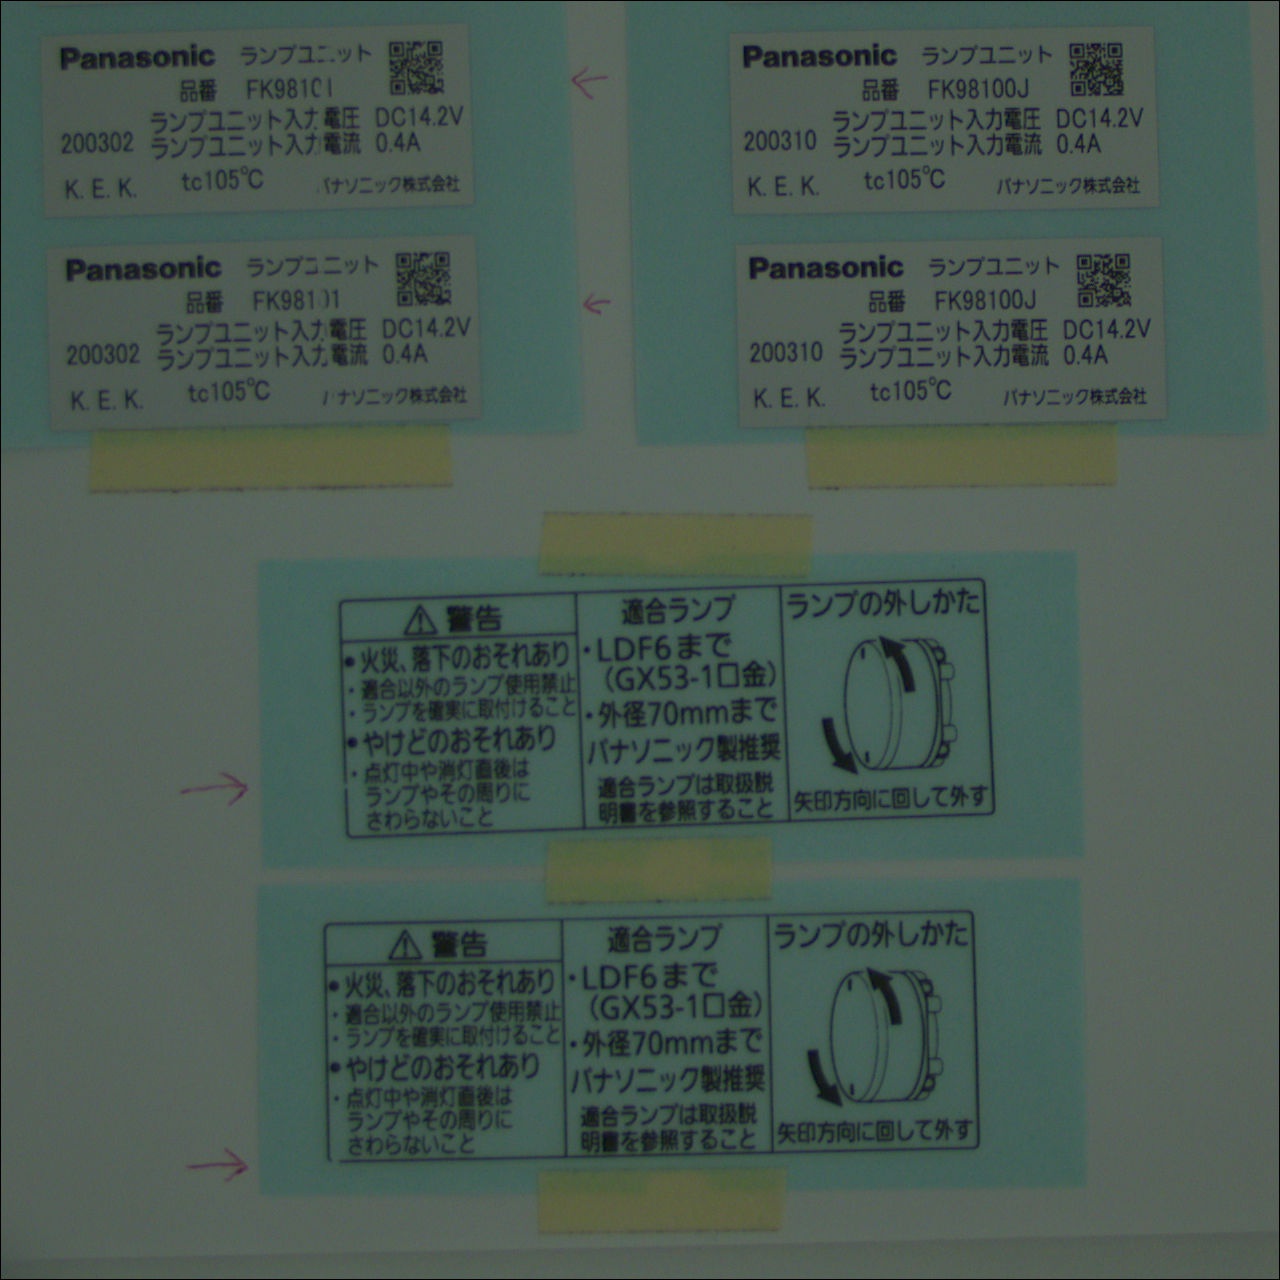 Panasonic ランプユニット
品番 FK9810
ランプユニット入力電圧 DC14.2V
200302 ランプユニット入力電流 0.4A
K. E. K. tc105℃ パナソニック株式会社
Panasonic ランプユニット
品番 FK98101
ランプユニット入力電圧 DC14.2V
200302 ランプユニット入力電流 0.4A
K. E. K. tc105℃ パナソニック株式会社
Panasonic ランプユニット
品番 FK98100J
ランプユニット入力電圧 DC14.2V
200310 ランプユニット入力電流 0.4A
K. E. K. tc105℃ パナソニック株式会社
Panasonic ランプユニット
品番 FK98100J
ランプユニット入力電圧 DC14.2V
200310 ランプユニット入力電流 0.4A
K. E. K. tc105℃ パナソニック株式会社
⚠ 警告
●火災、落下のおそれあり
・適合以外のランプ使用禁止
・ランプを確実に取付けること
●やけどのおそれあり
・点灯中や消灯直後は
ランプやその周りに
さわらないこと
適合ランプ
・LDF6まで
(GX53-1口金)
・外径70mmまで
パナソニック製推奨
適合ランプは取扱説
明書を参照すること
ランプの外しかた
矢印方向に回して外す
⚠ 警告
●火災、落下のおそれあり
・適合以外のランプ使用禁止
・ランプを確実に取付けること
●やけどのおそれあり
・点灯中や消灯直後は
ランプやその周りに
さわらないこと
適合ランプ
・LDF6まで
(GX53-1口金)
・外径70mmまで
パナソニック製推奨
適合ランプは取扱説
明書を参照すること
ランプの外しかた
矢印方向に回して外す